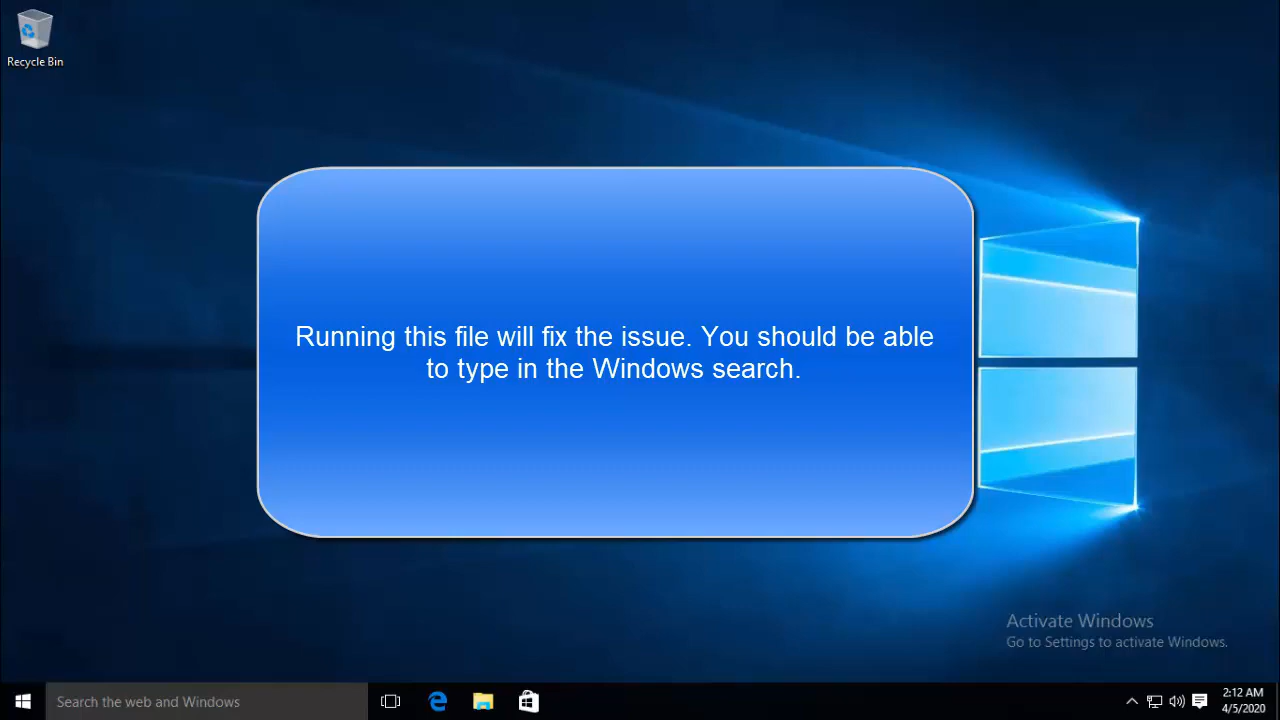 Recycle Bin
Running this file will fix the issue. You should be able
to type in the Windows search.
Activate Windows
Go to Settings to activate Windows.
Search the web and Windows
2:12 AM
4/5/2020